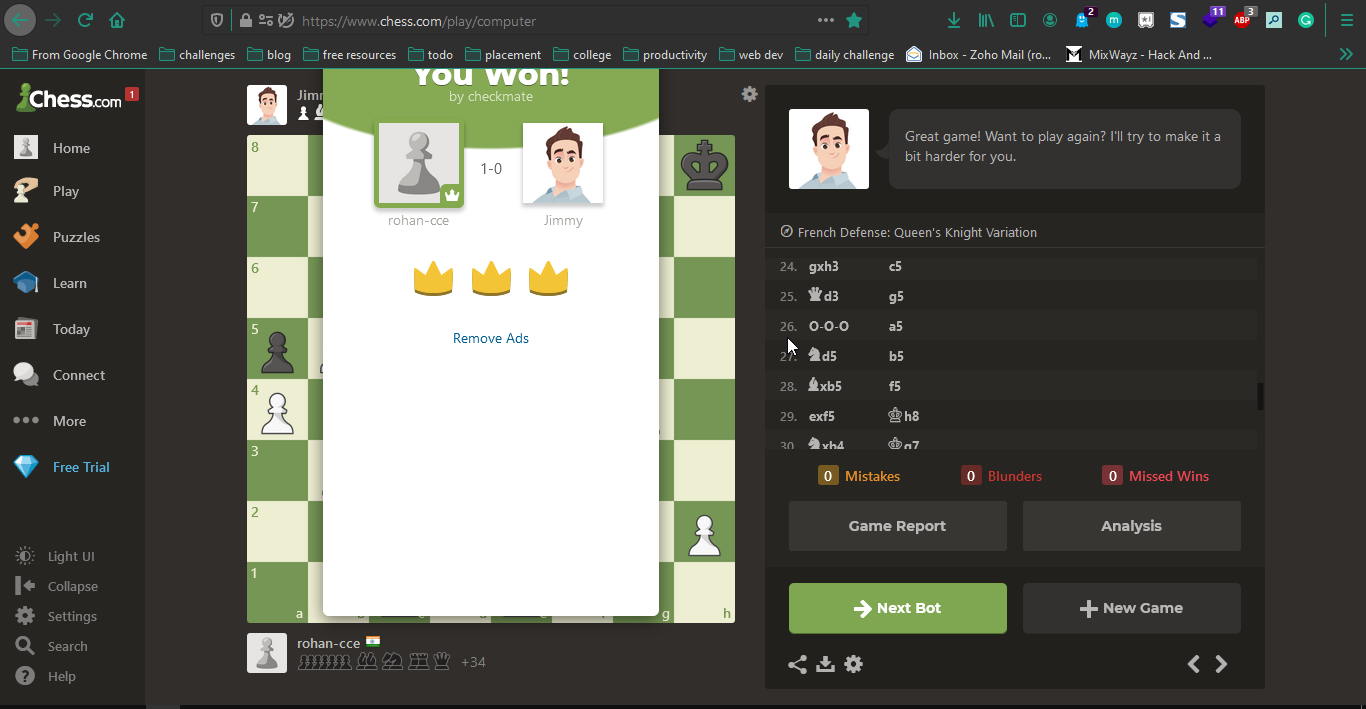 https://www.chess.com/play/computer
2
11
3
From Google Chrome
challenges
blog
free resources
todo
placement
college
productivity
web dev
daily challenge
Inbox - Zoho Mail (ro...
MixWayz - Hack And ...
Chess.com
1
Home
Play
Puzzles
Learn
Today
Connect
More
Free Trial
Light UI
Collapse
Settings
Search
Help
You Won!
by checkmate
1-0
rohan-cce
Jimmy
Remove Ads
8
7
6
5
4
3
2
1
a
g
h
rohan-cce
+34
Great game! Want to play again? I'll try to make it a
bit harder for you.
French Defense: Queen's Knight Variation
24. gxh3 c5
25. d3 g5
26. O-O-O a5
27. d5 b5
28. xb5 f5
29. exf5 h8
30. xb4 g7
0 Mistakes
0 Blunders
0 Missed Wins
Game Report
Analysis
Next Bot
New Game